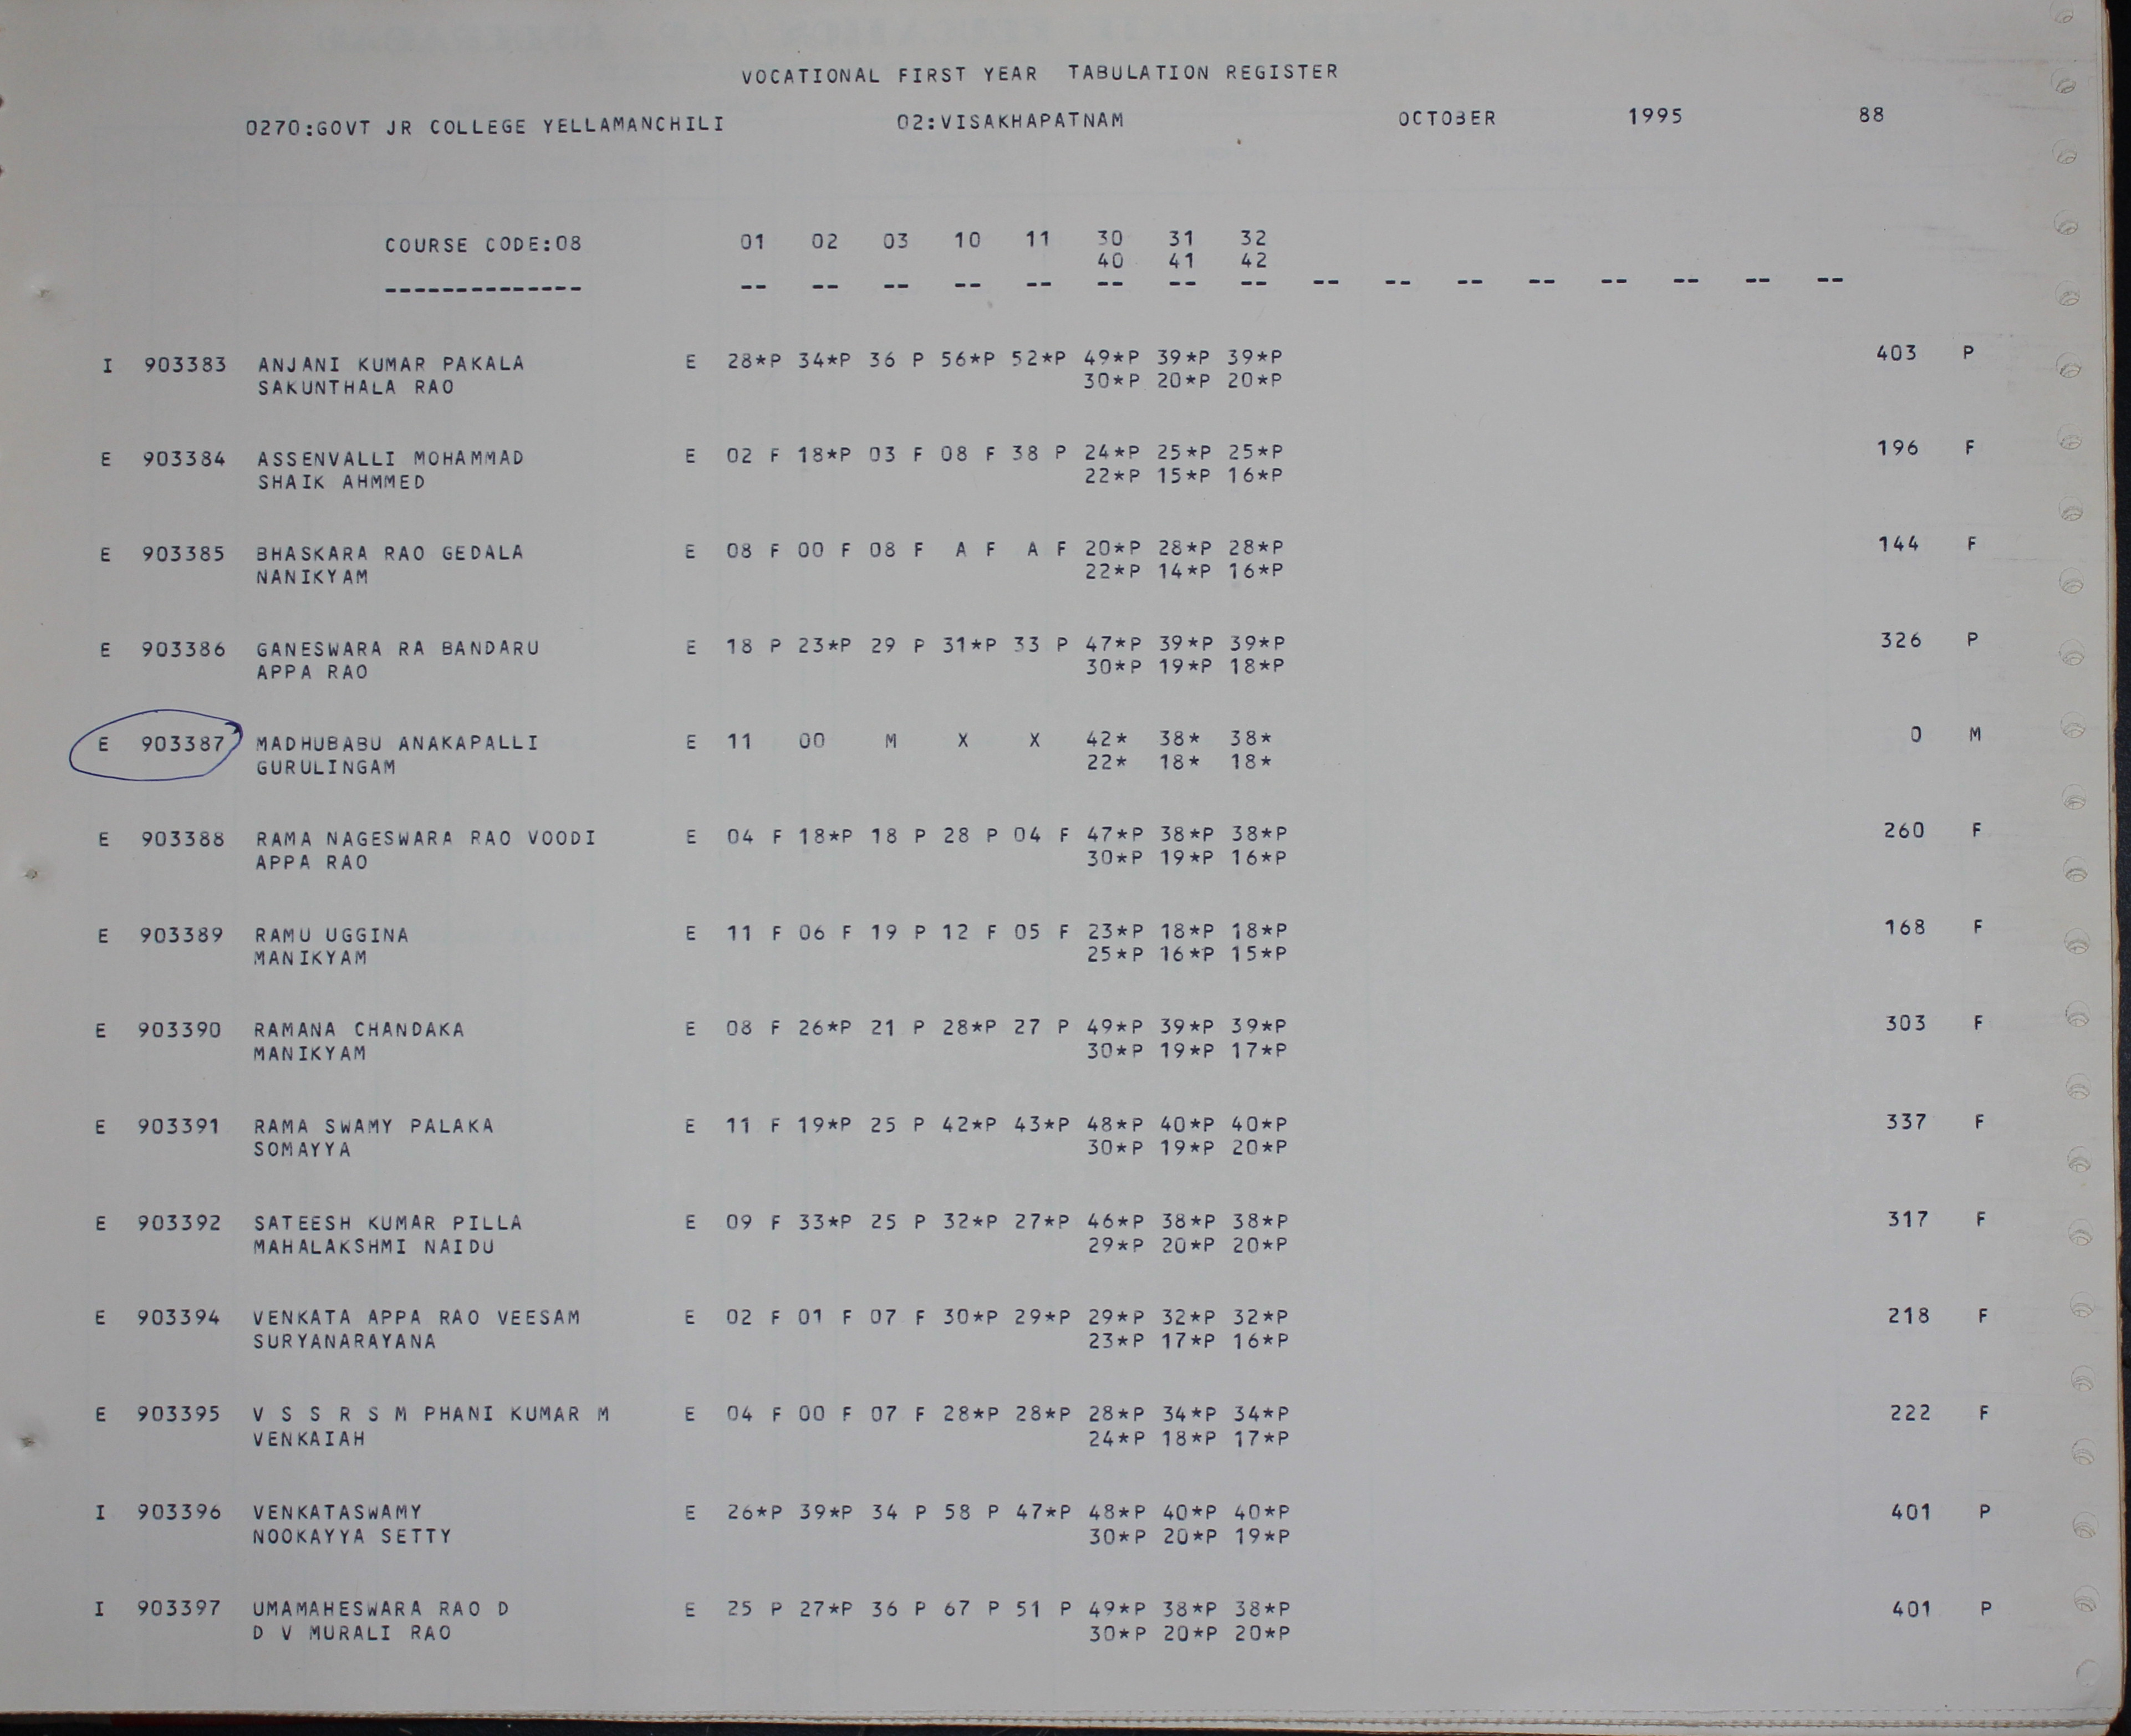 VOCATIONAL FIRST YEAR TABULATION REGISTER
0270:GOVT JR COLLEGE YELLAMANCHILI 02:VISAKHAPATNAM OCTOBER 1995 88
COURSE CODE:08 01 02 03 10 11 30 31 32
40 41 42
-------------- -- -- -- -- -- -- -- -- -- -- -- -- -- -- -- --
I 903383 ANJANI KUMAR PAKALA E 28*P 34*P 36 P 56*P 52*P 49*P 39*P 39*P 403 P
SAKUNTHALA RAO 30*P 20*P 20*P
E 903384 ASSENVALLI MOHAMMAD E 02 F 18*P 03 F 08 F 38 P 24*P 25*P 25*P 196 F
SHAIK AHMMED 22*P 15*P 16*P
E 903385 BHASKARA RAO GEDALA E 08 F 00 F 08 F A F A F 20*P 28*P 28*P 144 F
NANIKYAM 22*P 14*P 16*P
E 903386 GANESWARA RA BANDARU E 18 P 23*P 29 P 31*P 33 P 47*P 39*P 39*P 326 P
APPA RAO 30*P 19*P 18*P
E 903387 MADHUBABU ANAKAPALLI E 11 00 M X X 42* 38* 38* 0 M
GURULINGAM 22* 18* 18*
E 903388 RAMA NAGESWARA RAO VOODI E 04 F 18*P 18 P 28 P 04 F 47*P 38*P 38*P 260 F
APPA RAO 30*P 19*P 16*P
E 903389 RAMU UGGINA E 11 F 06 F 19 P 12 F 05 F 23*P 18*P 18*P 168 F
MANIKYAM 25*P 16*P 15*P
E 903390 RAMANA CHANDAKA E 08 F 26*P 21 P 28*P 27 P 49*P 39*P 39*P 303 F
MANIKYAM 30*P 19*P 17*P
E 903391 RAMA SWAMY PALAKA E 11 F 19*P 25 P 42*P 43*P 48*P 40*P 40*P 337 F
SOMAYYA 30*P 19*P 20*P
E 903392 SATEESH KUMAR PILLA E 09 F 33*P 25 P 32*P 27*P 46*P 38*P 38*P 317 F
MAHALAKSHMI NAIDU 29*P 20*P 20*P
E 903394 VENKATA APPA RAO VEESAM E 02 F 01 F 07 F 30*P 29*P 29*P 32*P 32*P 218 F
SURYANARAYANA 23*P 17*P 16*P
E 903395 V S S R S M PHANI KUMAR M E 04 F 00 F 07 F 28*P 28*P 28*P 34*P 34*P 222 F
VENKAIAH 24*P 18*P 17*P
I 903396 VENKATASWAMY E 26*P 39*P 34 P 58 P 47*P 48*P 40*P 40*P 401 P
NOOKAYYA SETTY 30*P 20*P 19*P
I 903397 UMAMAHESWARA RAO D E 25 P 27*P 36 P 67 P 51 P 49*P 38*P 38*P 401 P
D V MURALI RAO 30*P 20*P 20*P